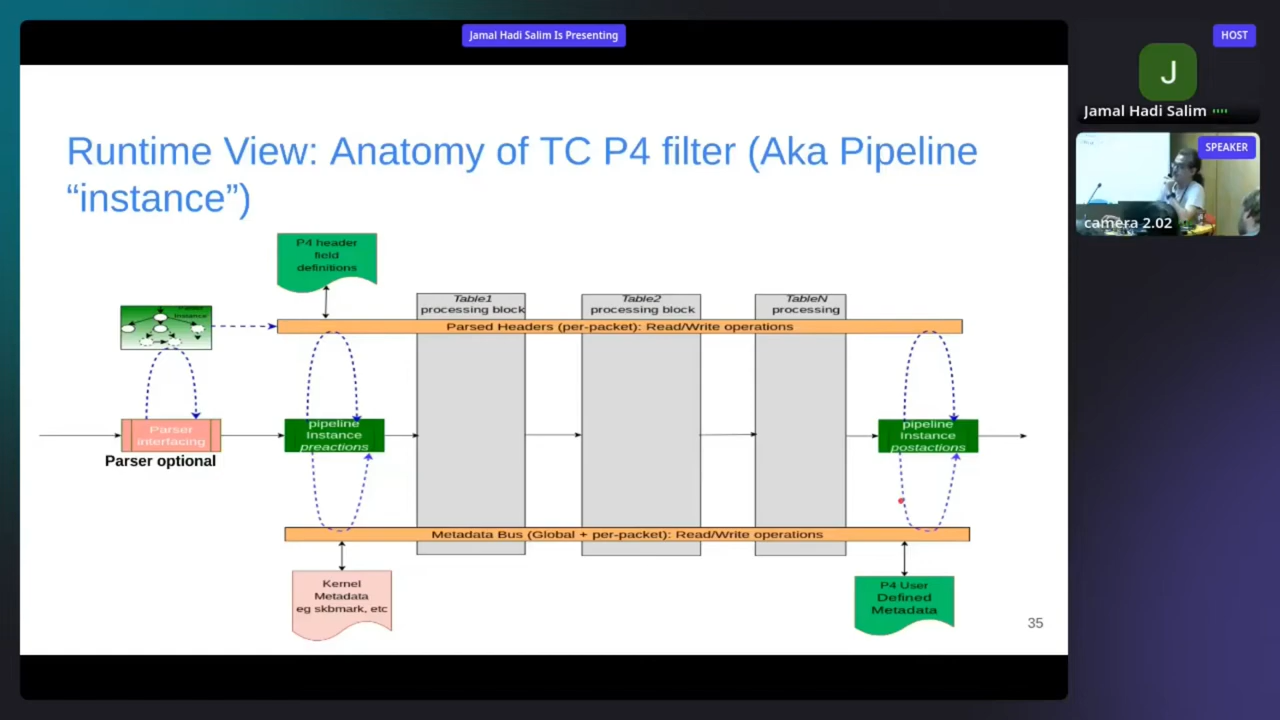 Jamal Hadi Salim Is Presenting
HOST
J
Jamal Hadi Salim
SPEAKER
camera 2.02
Runtime View: Anatomy of TC P4 filter (Aka Pipeline
“instance”)
P4 header
field
definitions
Table1
processing block
Table2
processing block
TableN
processing
Instance
Parsed Headers (per-packet): Read/Write operations
Parser
interfacing
Parser optional
pipeline
Instance
preactions
pipeline
Instance
postactions
Metadata Bus (Global + per-packet): Read/Write operations
Kernel
Metadata
eg skbmark, etc
P4 User
Defined
Metadata
35